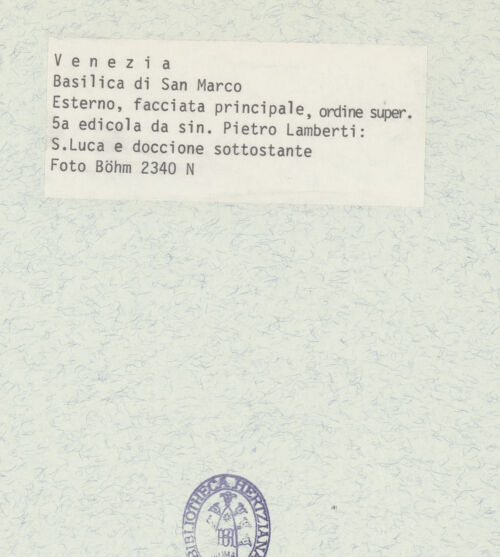 V e n e z i a
Basilica di San Marco
Esterno, facciata principale, ordine super.
5a edicola da sin. Pietro Lamberti:
S.Luca e doccione sottostante
Foto Böhm 2340 N
BIBLIOTHECA HERTZIANA
ROMA